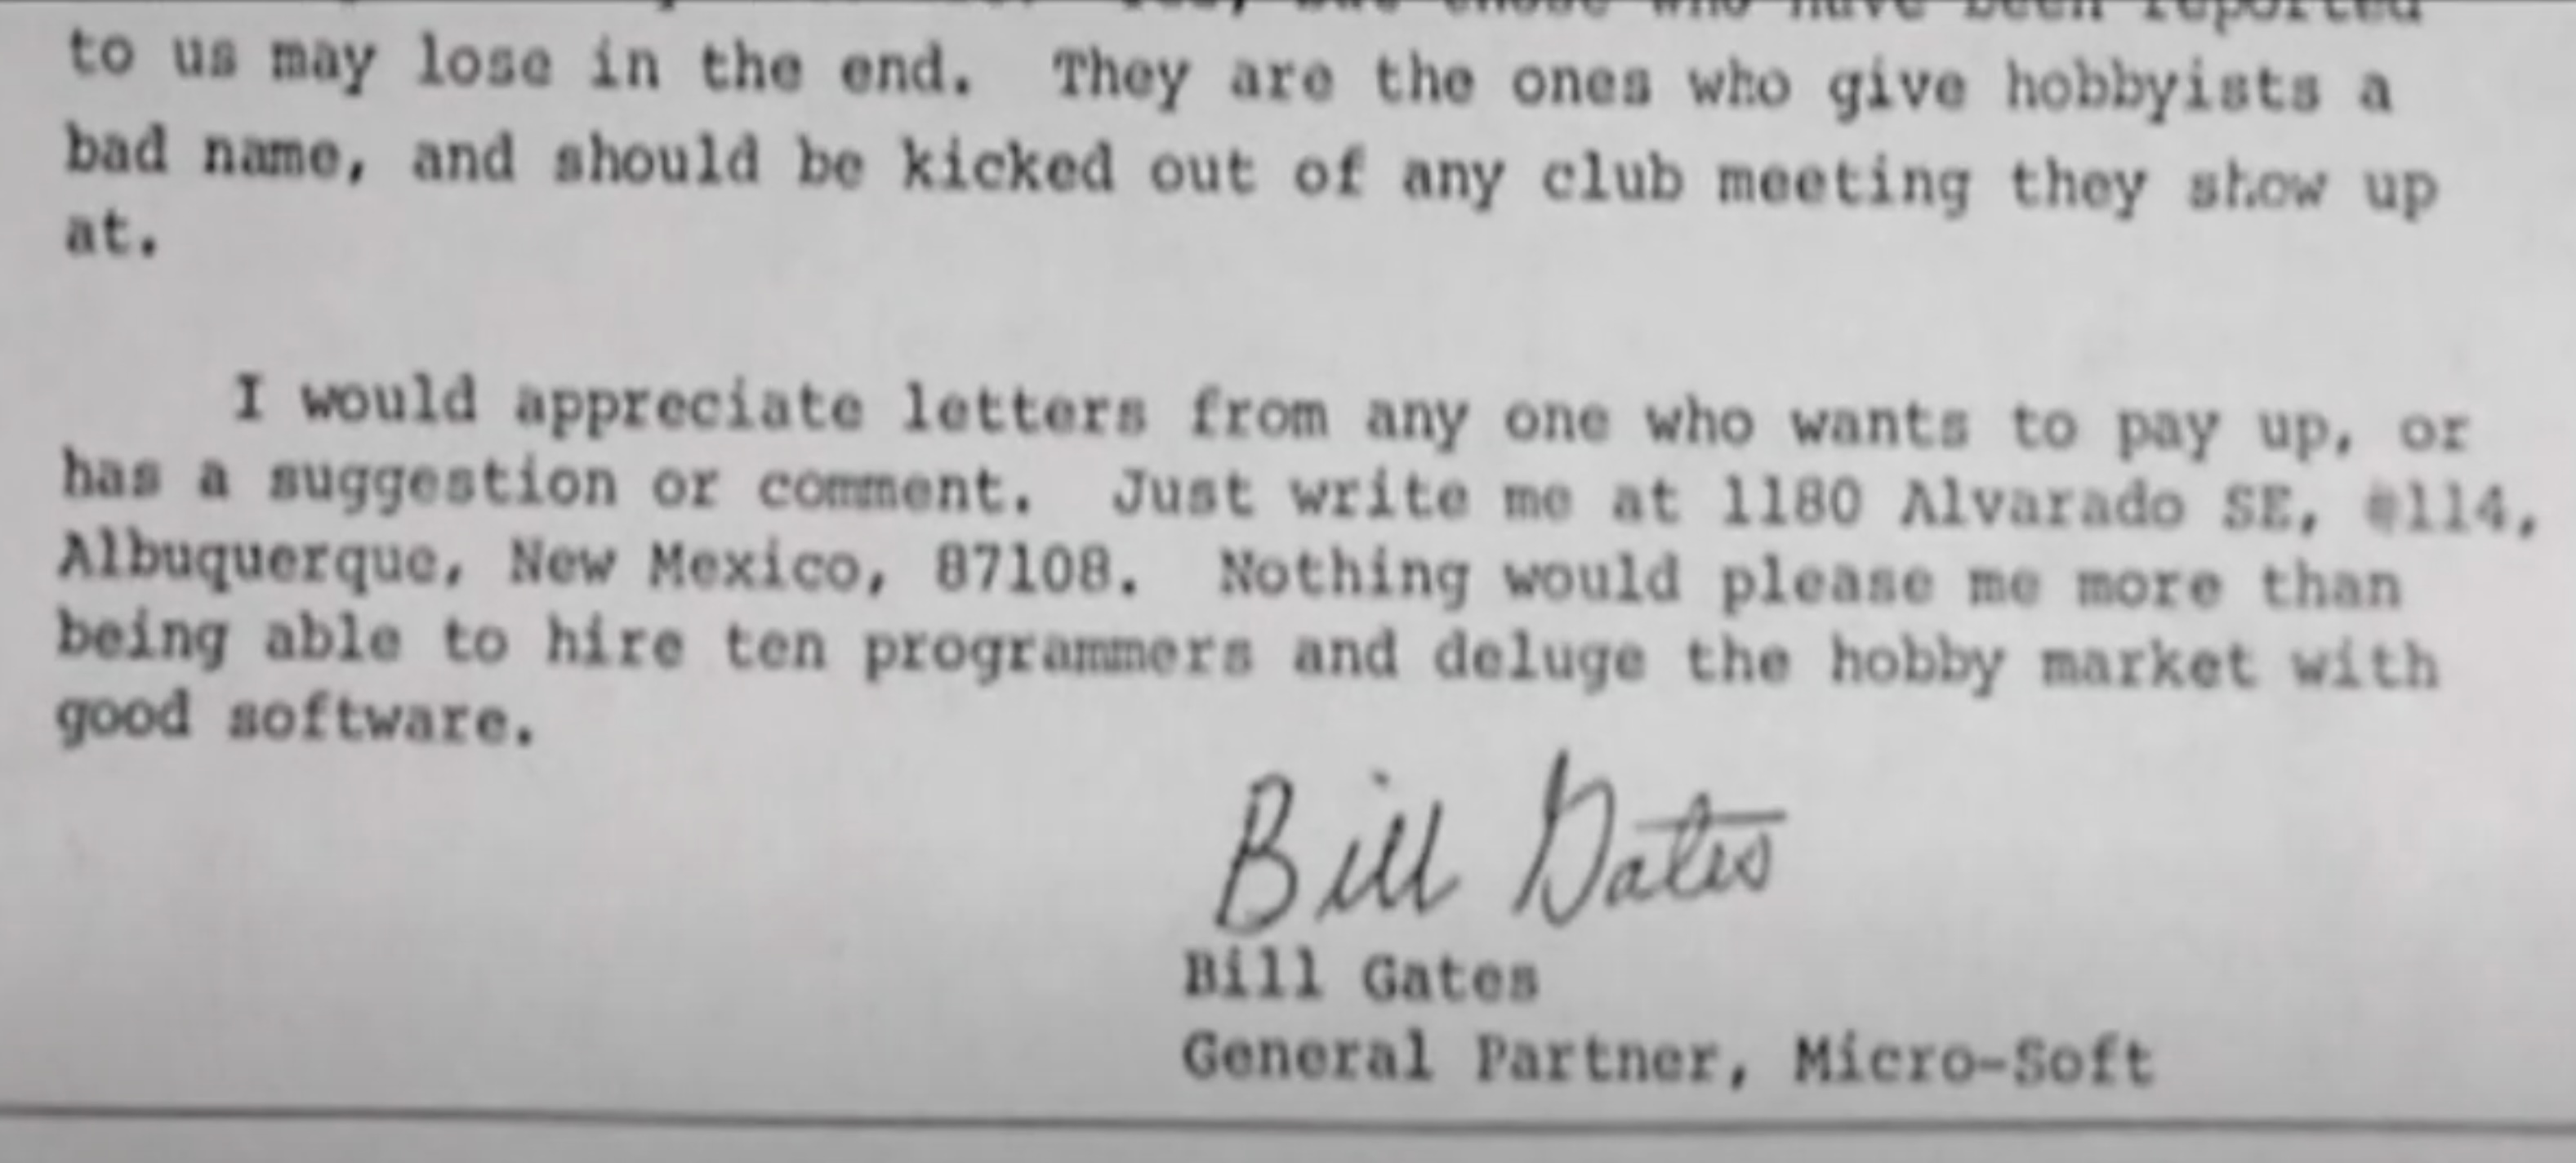 but those who have been reported
to us may lose in the end.  They are the ones who give hobbyists a
bad name, and should be kicked out of any club meeting they show up
at.
I would appreciate letters from any one who wants to pay up, or
has a suggestion or comment.  Just write me at 1180 Alvarado SE, #114,
Albuquerque, New Mexico, 87108.  Nothing would please me more than
being able to hire ten programmers and deluge the hobby market with
good software.
Bill Gates
Bill Gates
General Partner, Micro-Soft